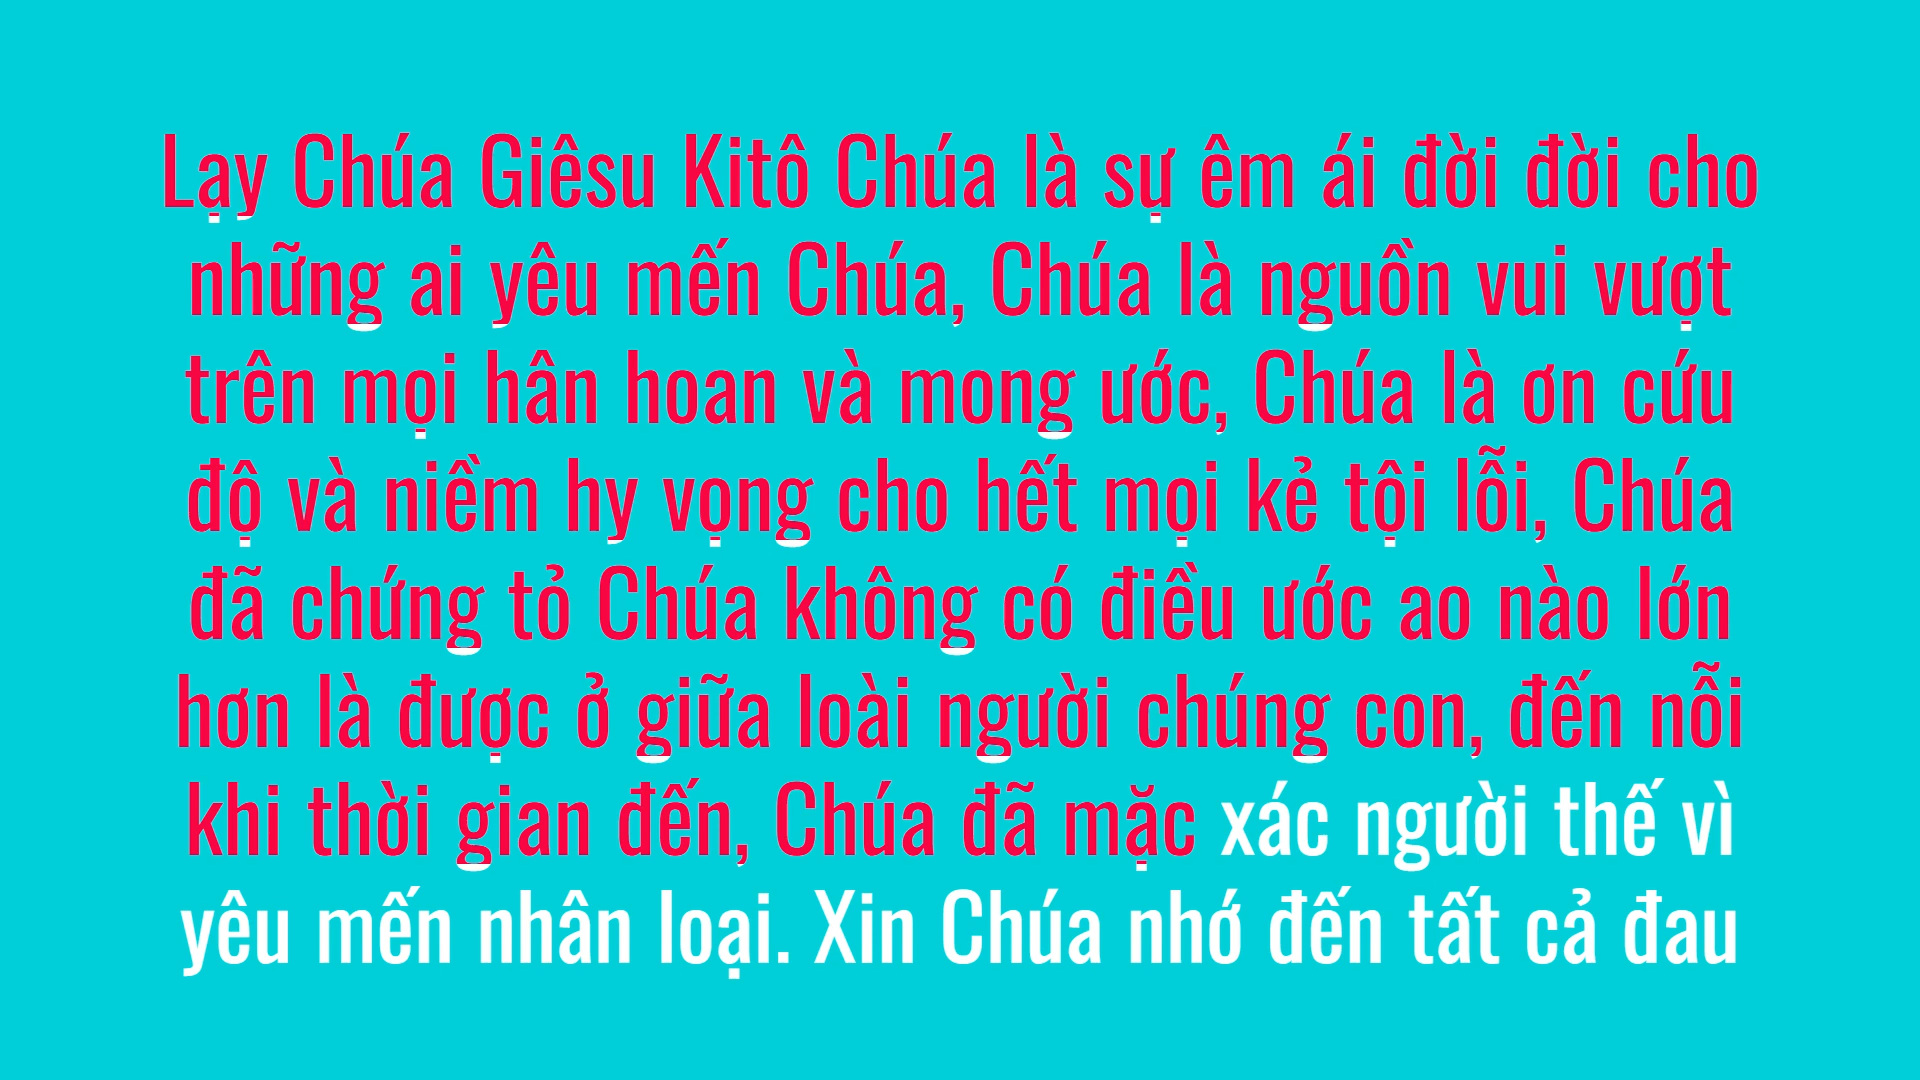 Lạy Chúa Giêsu Kitô Chúa là sự êm ái đời đời cho
những ai yêu mến Chúa, Chúa là nguồn vui vượt
trên mọi hân hoan và mong ước, Chúa là ơn cứu
độ và niềm hy vọng cho hết mọi kẻ tội lỗi, Chúa
đã chứng tỏ Chúa không có điều ước ao nào lớn
hơn là được ở giữa loài người chúng con, đến nỗi
khi thời gian đến, Chúa đã mặc xác người thế vì
yêu mến nhân loại. Xin Chúa nhớ đến tất cả đau